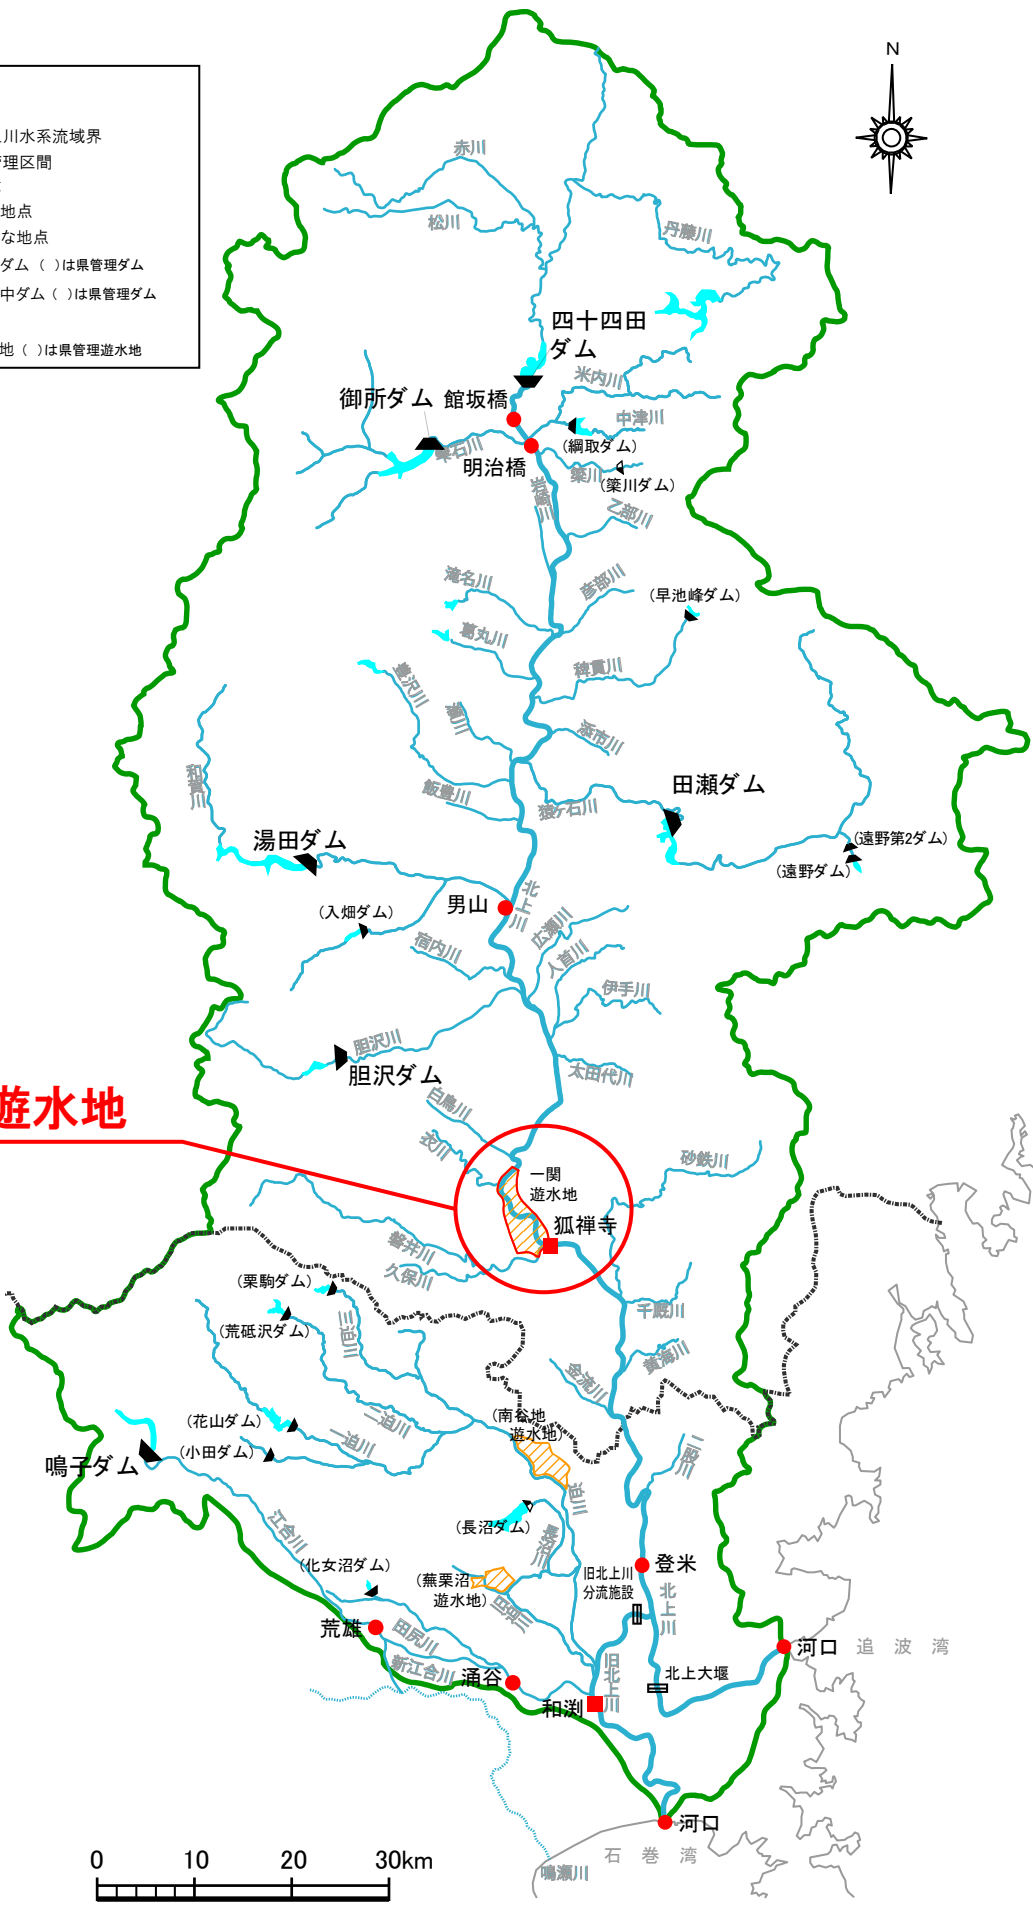 N
川水系流域界
管理区間
地点
な地点
ダム（ ）は県管理ダム
中ダム（ ）は県管理ダム
地（ ）は県管理遊水地
赤川
松川
丹藤川
四十四田
ダム
米内川
御所ダム
館坂橋
中津川
(綱取ダム)
雫石川
明治橋
簗川
(簗川ダム)
岩崎川
乙部川
滝名川
彦部川
(早池峰ダム)
葛丸川
稗貫川
瀬川
添市川
和賀川
飯豊川
猿ヶ石川
田瀬ダム
湯田ダム
(遠野第2ダム)
(遠野ダム)
男山
北上川
(入畑ダム)
宿内川
広瀬川
人首川
伊手川
胆沢川
胆沢ダム
太田代川
遊水地
白鳥川
衣川
砂鉄川
一関
遊水地
狐禅寺
磐井川
久保川
(栗駒ダム)
(荒砥沢ダム)
三迫川
千厩川
黄海川
金流川
(花山ダム)
二迫川
(南谷地
遊水地)
(小田ダム)
一迫川
鳴子ダム
二股川
迫川
江合川
(長沼ダム)
長沼川
(化女沼ダム)
(蕪栗沼
遊水地)
旧迫川
旧北上川
分流施設
登米
北上川
荒雄
田尻川
新江合川
涌谷
旧北上川
北上大堰
河口
追波湾
和渕
河口
石巻湾
鳴瀬川
0 10 20 30km